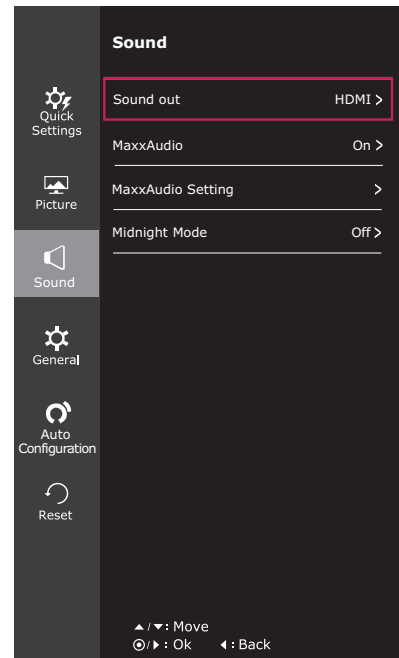 Sound
Quick
Settings
Picture
Sound
General
Auto
Configuration
Reset
Sound out HDMI >
MaxxAudio On >
MaxxAudio Setting >
Midnight Mode Off >
▲/▼: Move
◉/▶: Ok ◀: Back